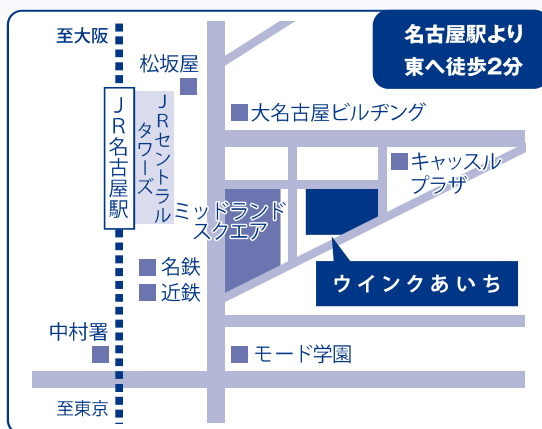 至大阪
名古屋駅より
東へ徒歩2分
松坂屋
JRセントラル
タワーズ
JR名古屋駅
大名古屋ビルヂング
キャッスル
プラザ
ミッドランド
スクエア
名鉄
近鉄
ウインクあいち
中村署
モード学園
至東京